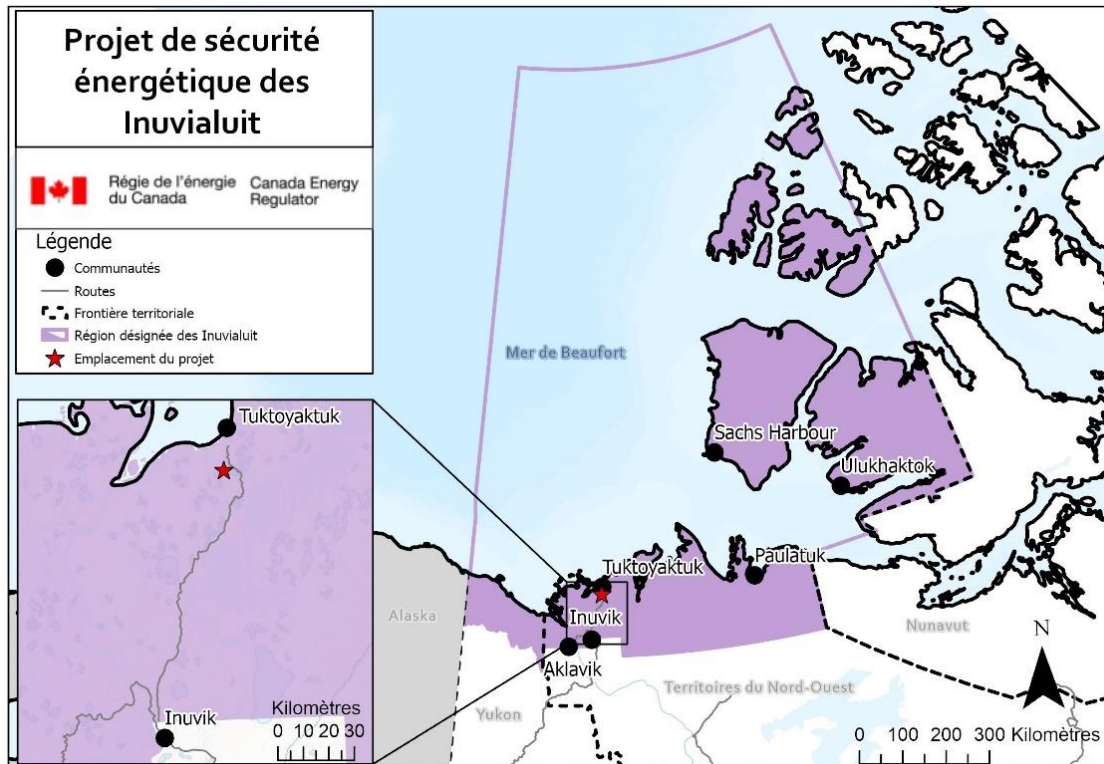 Projet de sécurité
énergétique des
Inuvialuit
Régie de l'énergie
du Canada
Canada Energy
Regulator
Légende
Communautés
Routes
Frontière territoriale
Région désignée des Inuvialuit
Emplacement du projet
Mer de Beaufort
Sachs Harbour
Ulukhaktok
Paulatuk
Tuktoyaktuk
Inuvik
Aklavik
Alaska
Yukon
Territoires du Nord-Ouest
Nunavut
N
0 100 200 300 Kilomètres
Tuktoyaktuk
Inuvik
Kilomètres
0 10 20 30